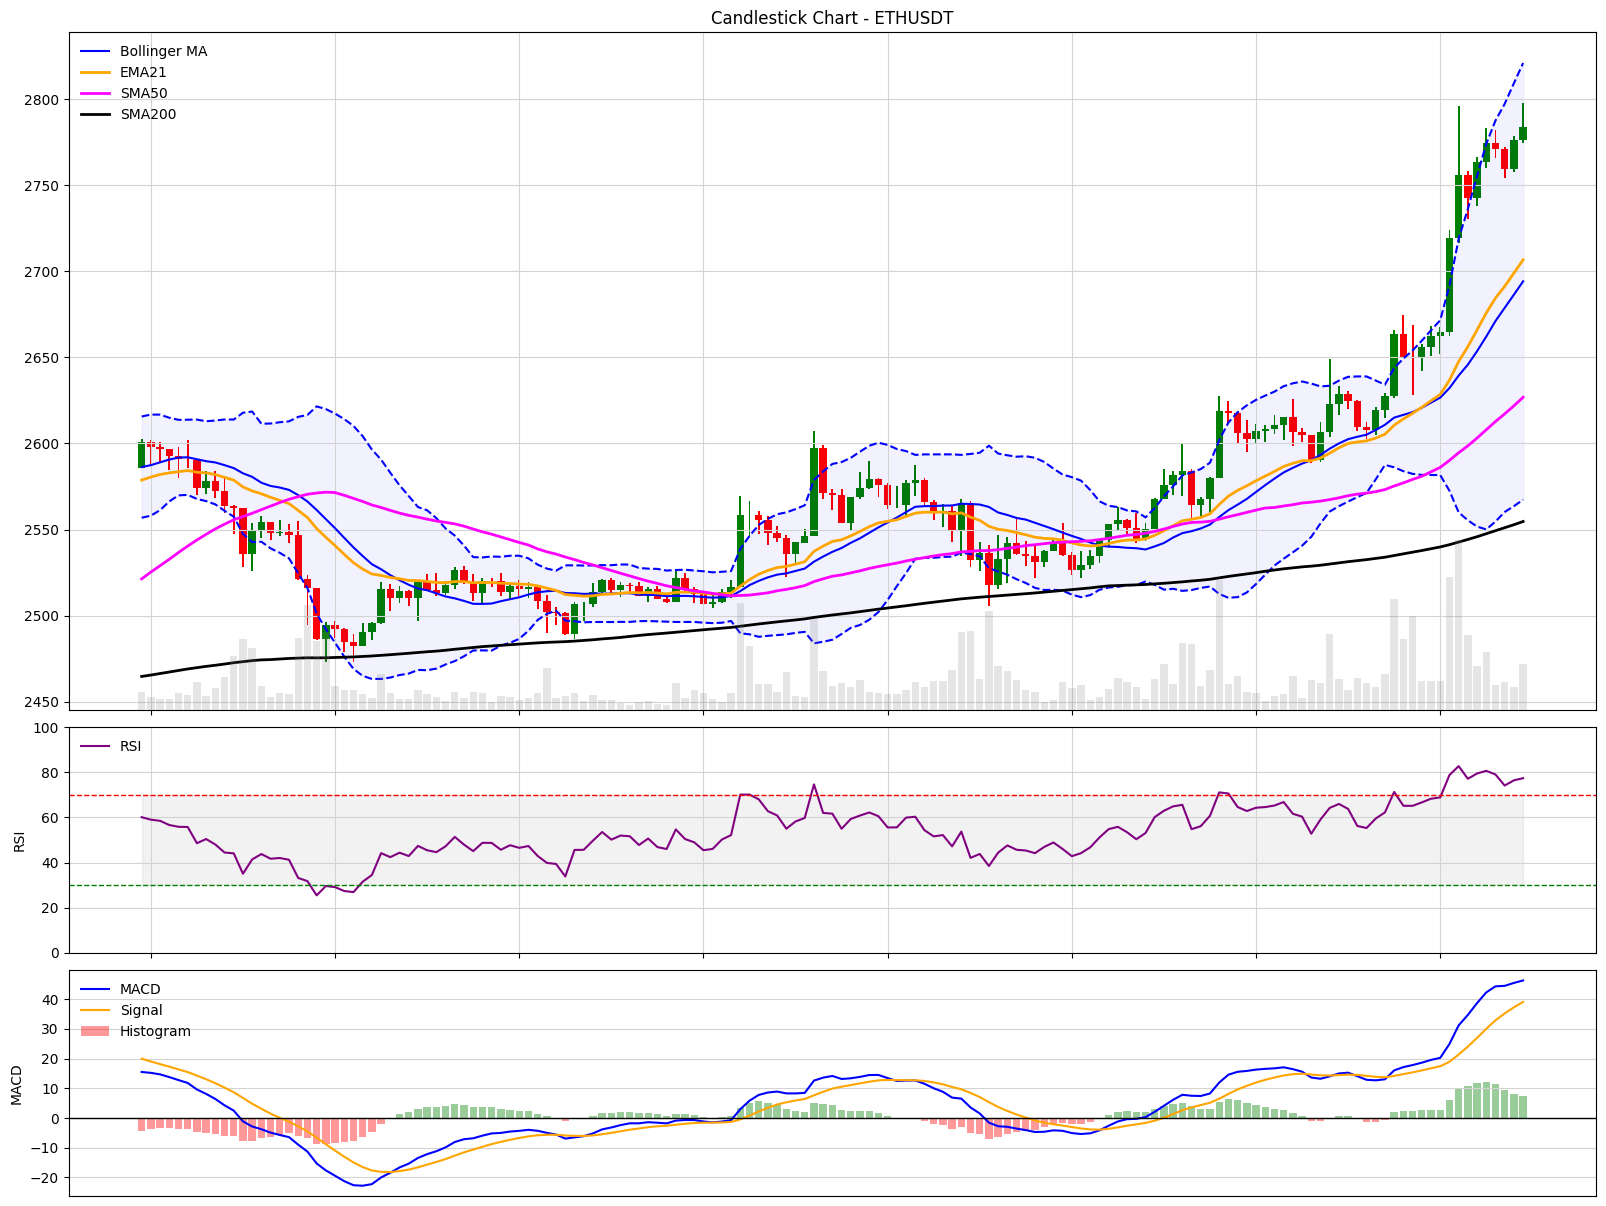 Candlestick Chart - ETHUSDT
Bollinger MA
EMA21
SMA50
SMA200
2800
2750
2700
2650
2600
2550
2500
2450
RSI
RSI
100
80
60
40
20
0
MACD
Signal
Histogram
MACD
40
30
20
10
0
−10
−20